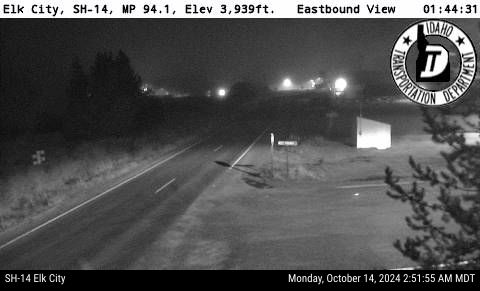 Elk City, SH-14, MP 94.1, Elev 3,939ft. Eastbound View 01:44:31
IDAHO
TRANSPORTATION DEPARTMENT
SH-14 Elk City
Monday, October 14, 2024 2:51:55 AM MDT